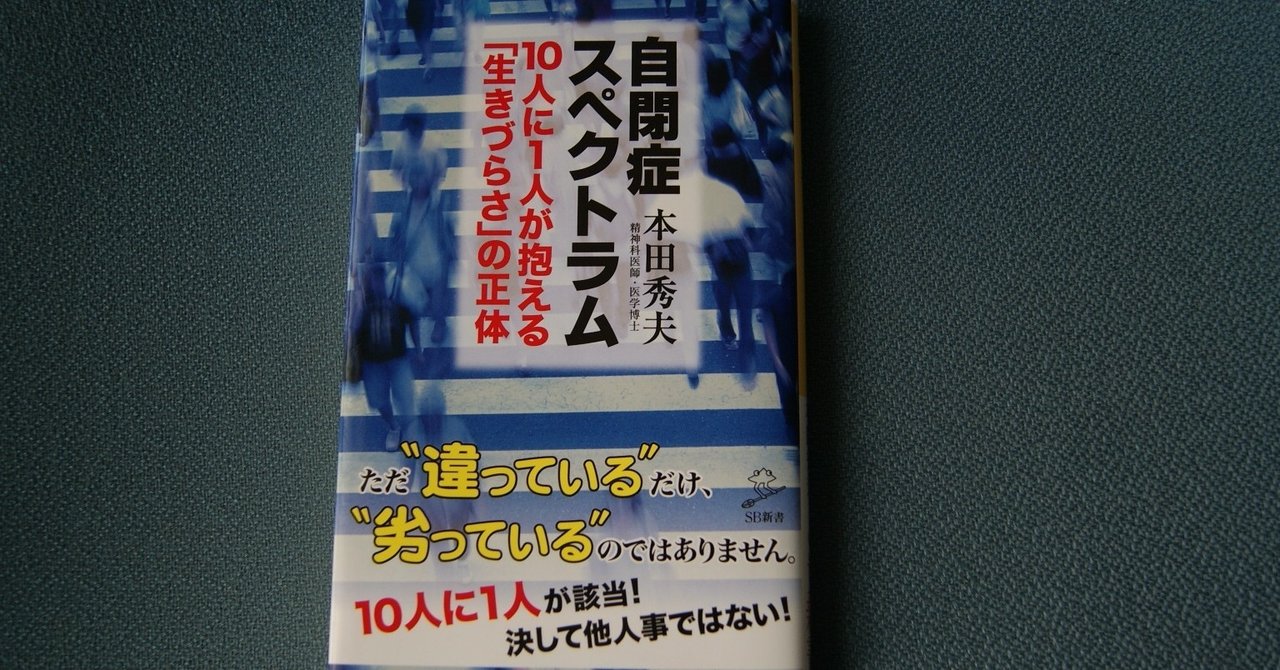 自閉症
スペクトラム
10人に1人が抱える
「生きづらさ」の正体
本田秀夫
精神科医師・医学博士
ただ〝違っている〟だけ、
〝劣っている〟のではありません。
SB新書
10人に1人が該当!
決して他人事ではない!